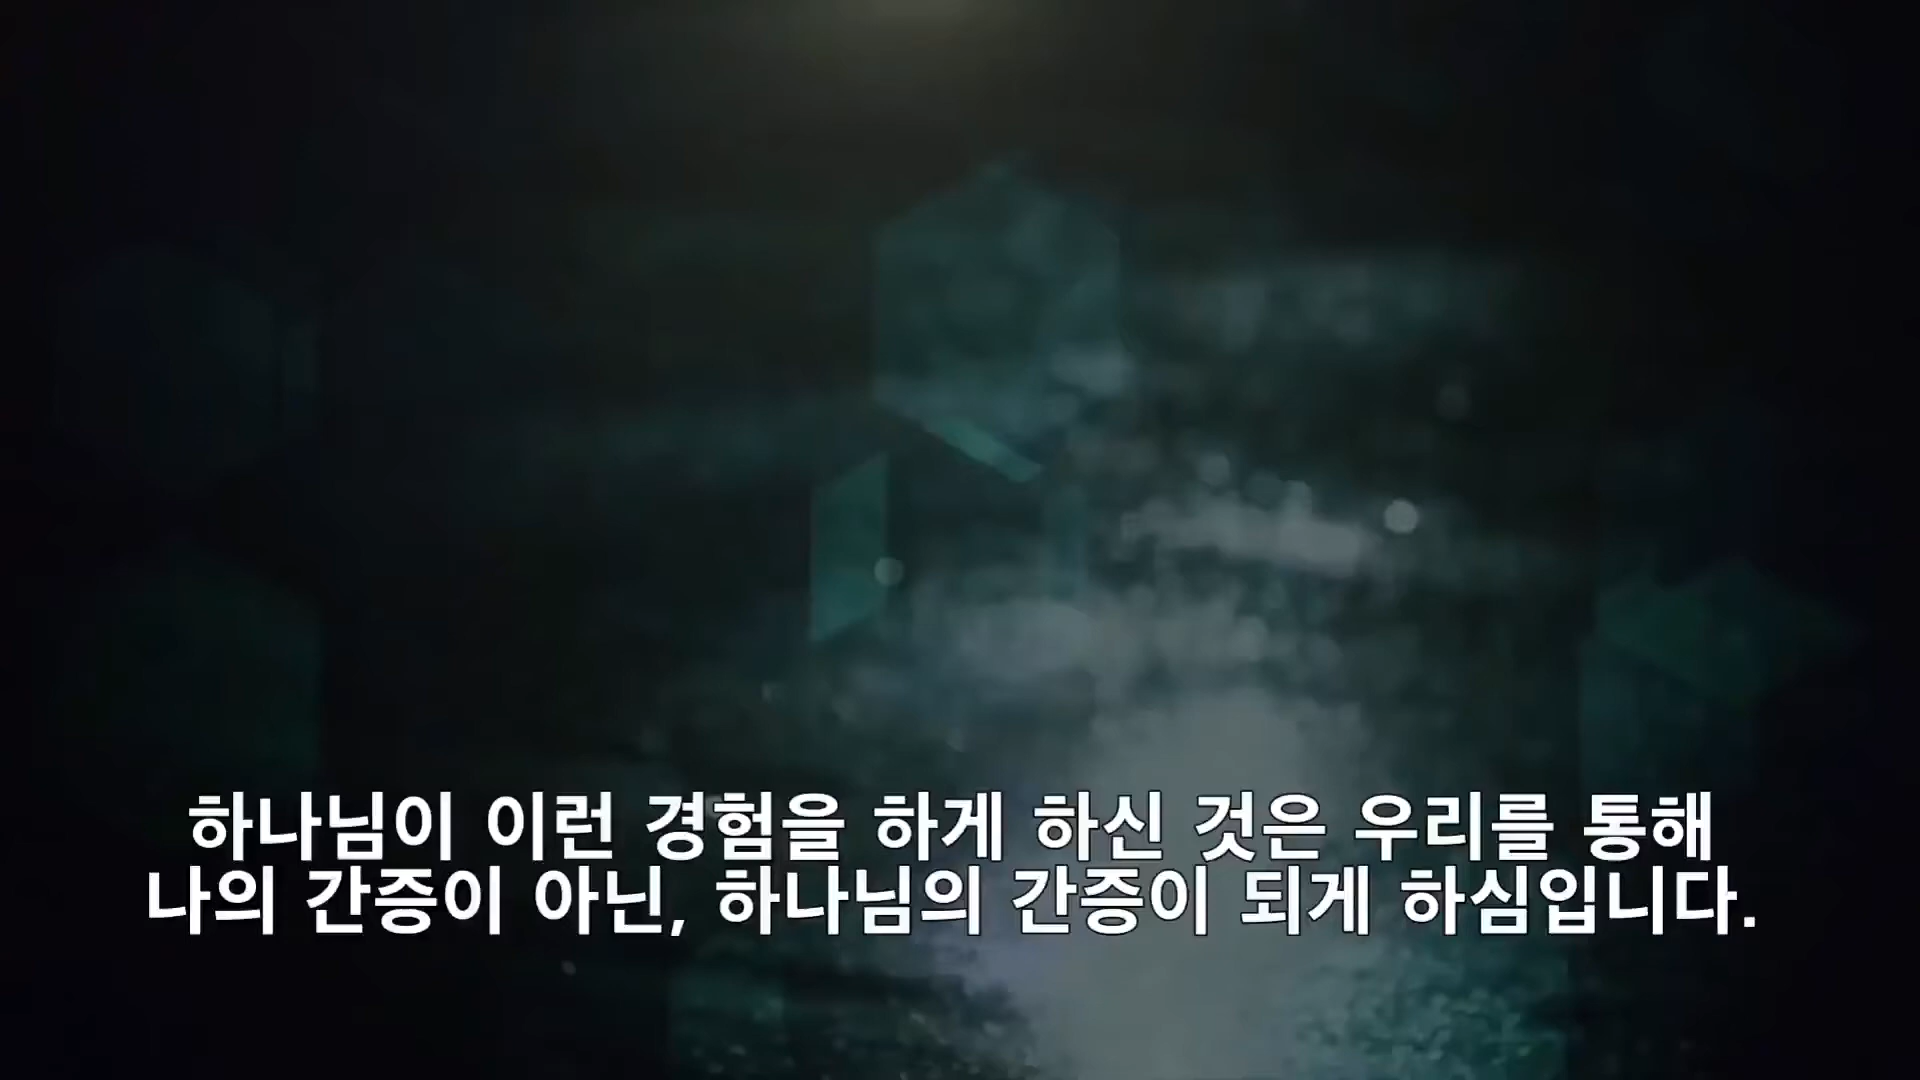 하나님이 이런 경험을 하게 하신 것은 우리를 통해
나의 간증이 아닌, 하나님의 간증이 되게 하심입니다.